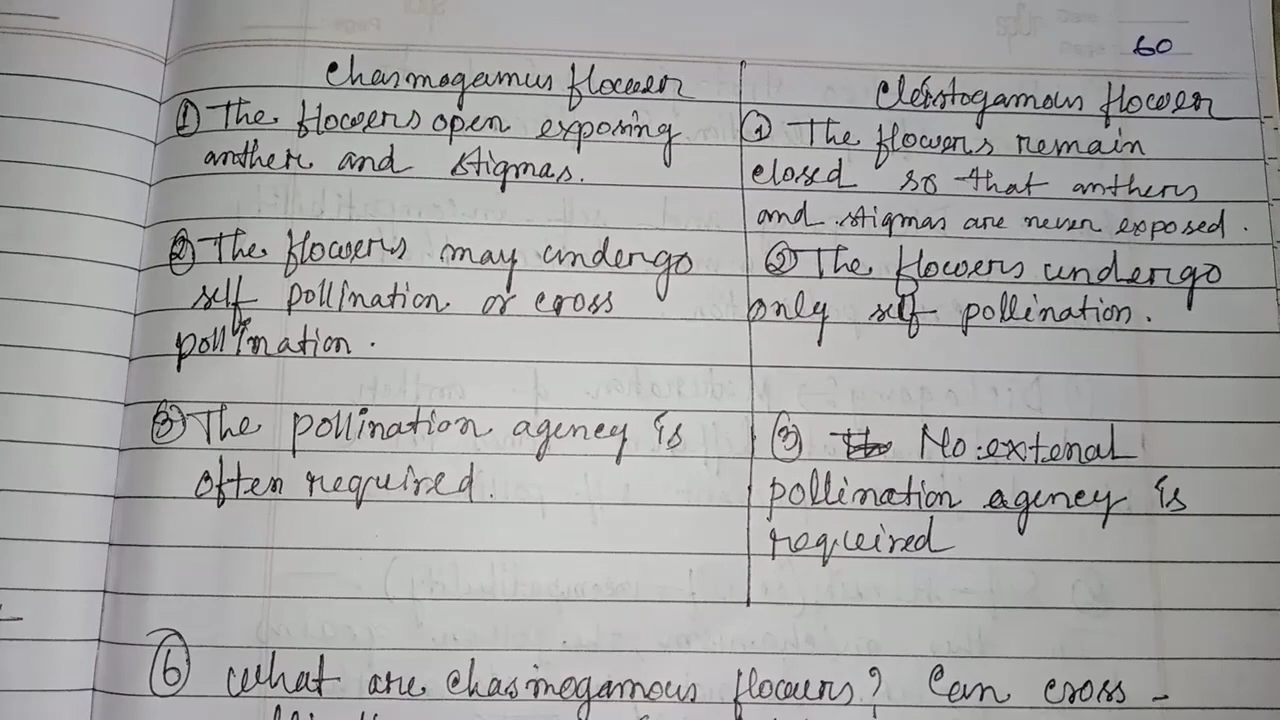 60
Chasmogamus flower
① The flowers open exposing
anther and stigmas.
② The flowers may undergo
self pollination or cross
pollination.
③ The pollination agency is
often required.
Cleistogamous flower
① The flowers remain
closed so that anthers
and stigmas are never exposed.
② The flowers undergo
only self pollination.
③ No extenal
pollination agency is
required
⑥ What are chasmogamous flowers? Can cross-